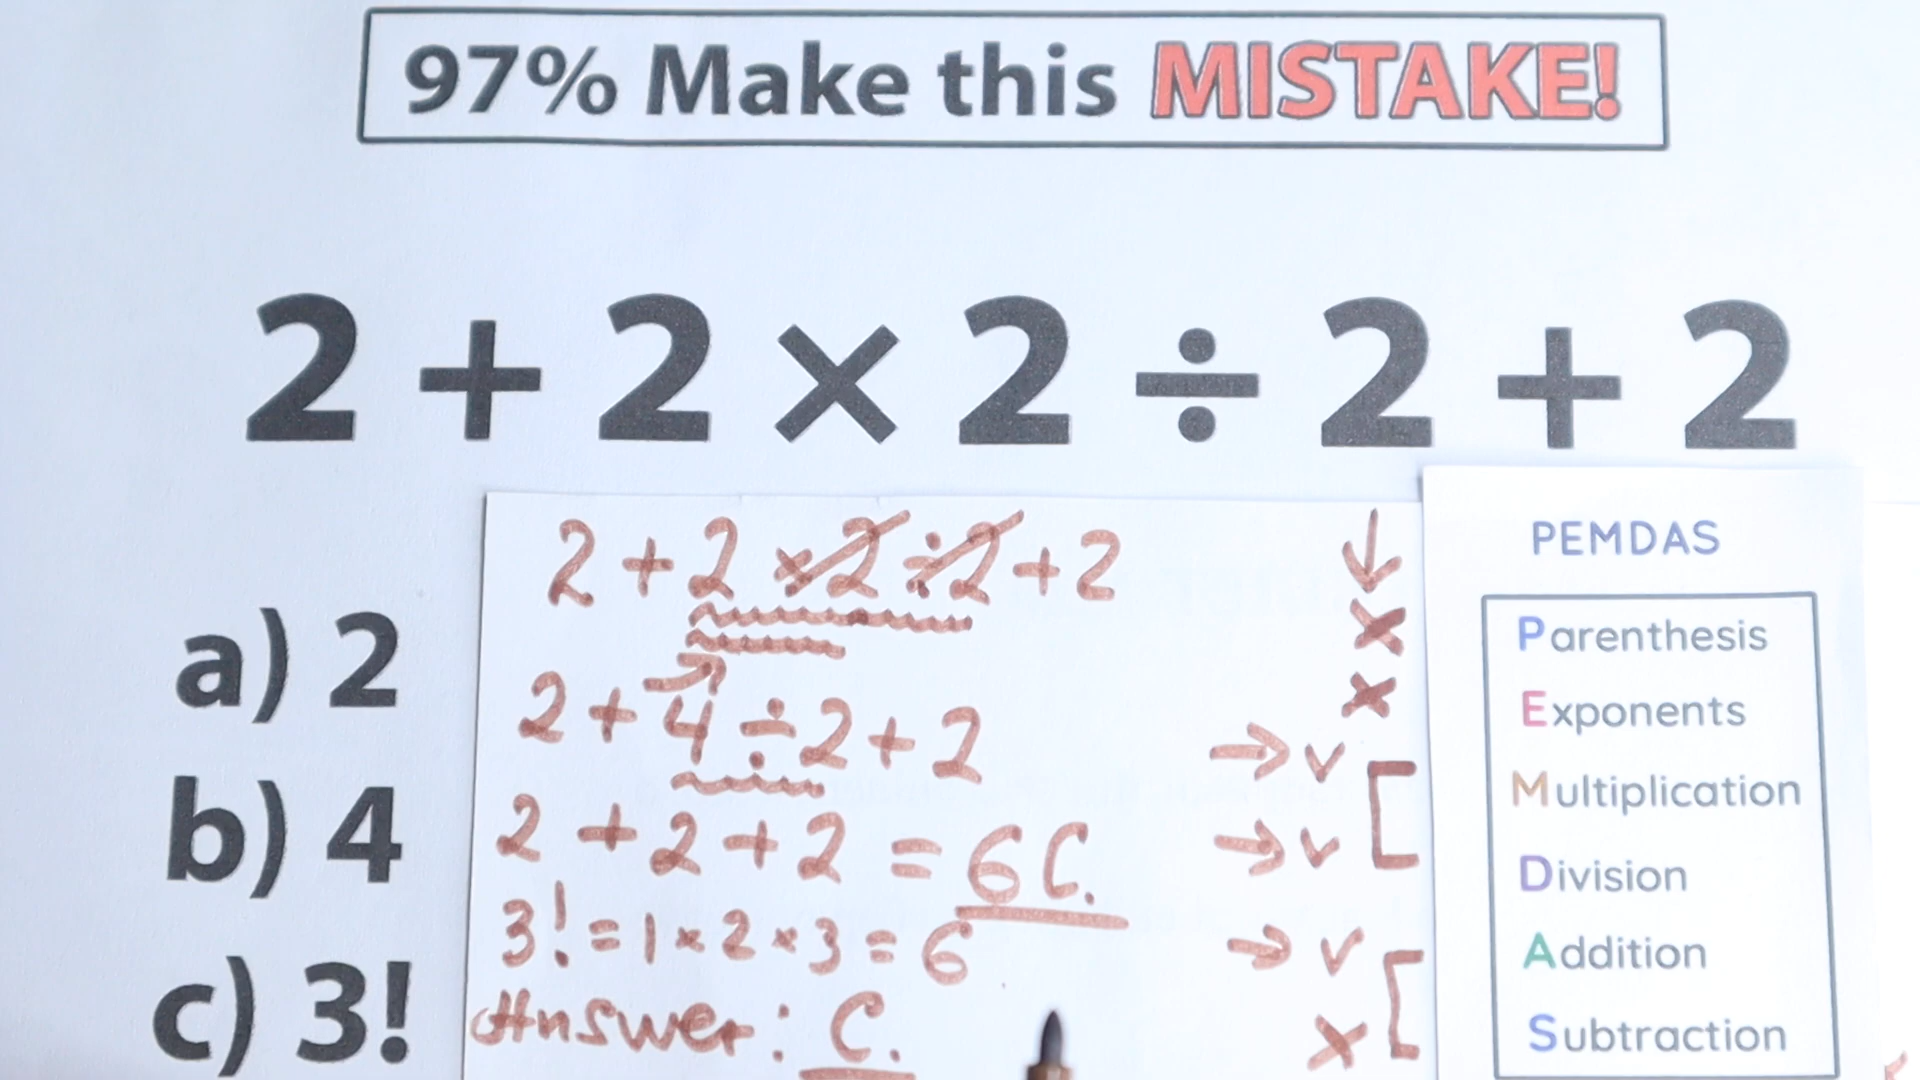 97% Make this MISTAKE!
2 + 2 × 2 ÷ 2 + 2
a) 2
b) 4
c) 3!
2 + 2 × 2 ÷ 2 + 2
2 + 4 ÷ 2 + 2
2 + 2 + 2 = 6 C.
3! = 1 × 2 × 3 = 6
Answer: C.
PEMDAS
Parenthesis
Exponents
Multiplication
Division
Addition
Subtraction